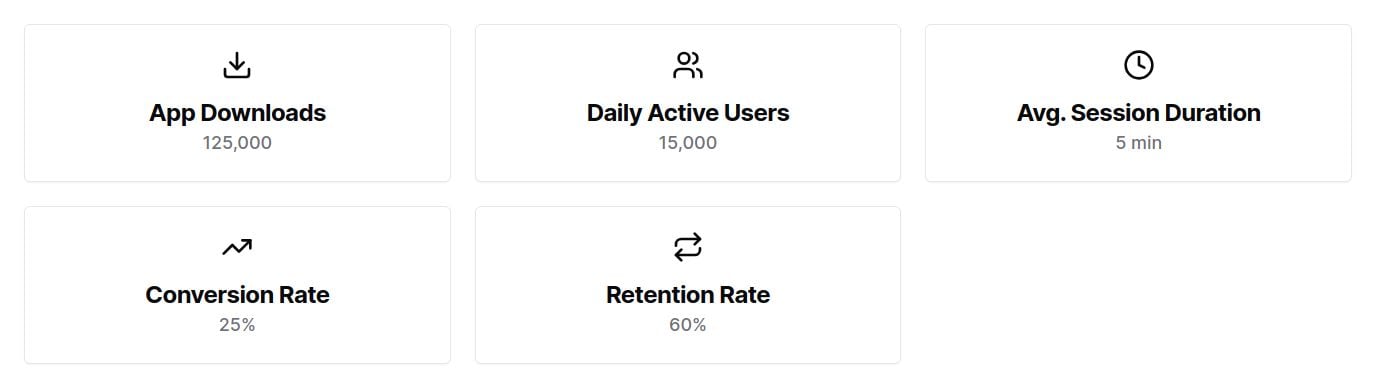 App Downloads
125,000
Daily Active Users
15,000
Avg. Session Duration
5 min
Conversion Rate
25%
Retention Rate
60%